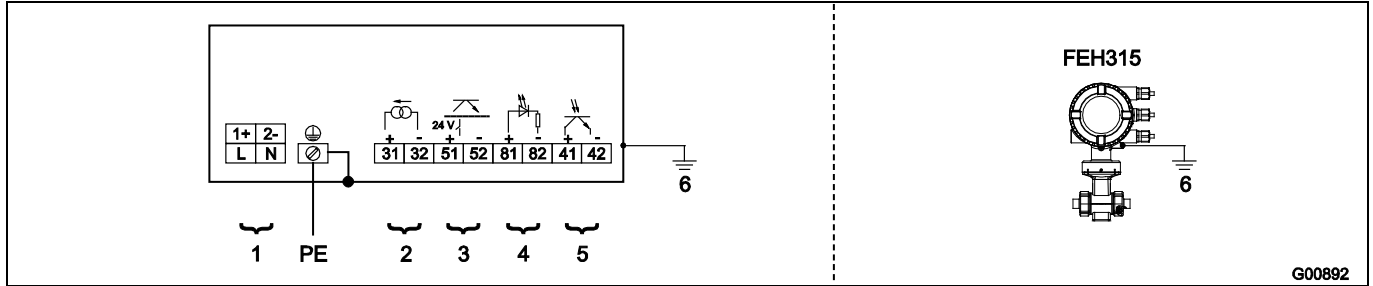 FEH315
24 V
+ - + - + - + -
1+ 2-
L N
31 32 51 52 81 82 41 42
6
6
1 PE 2 3 4 5
G00892